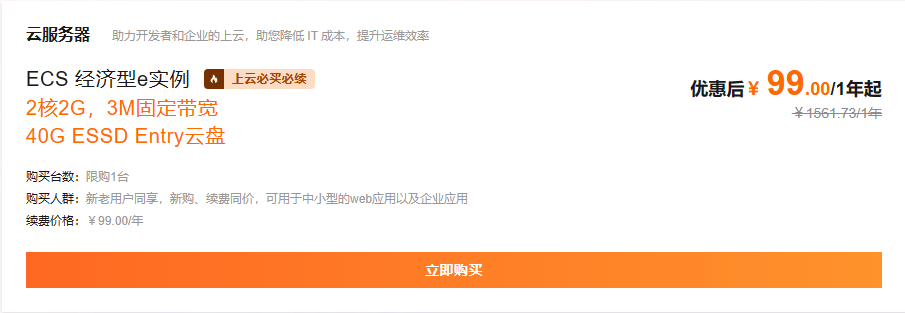 云服务器 助力开发者和企业的上云，助您降低 IT 成本，提升运维效率
ECS 经济型e实例 上云必买必续
2核2G，3M固定带宽
40G ESSD Entry云盘
优惠后￥99.00/1年起
￥1561.73/1年
购买台数：限购1台
购买人群：新老用户同享，新购、续费同价，可用于中小型的web应用以及企业应用
续费价格：￥99.00/年
立即购买